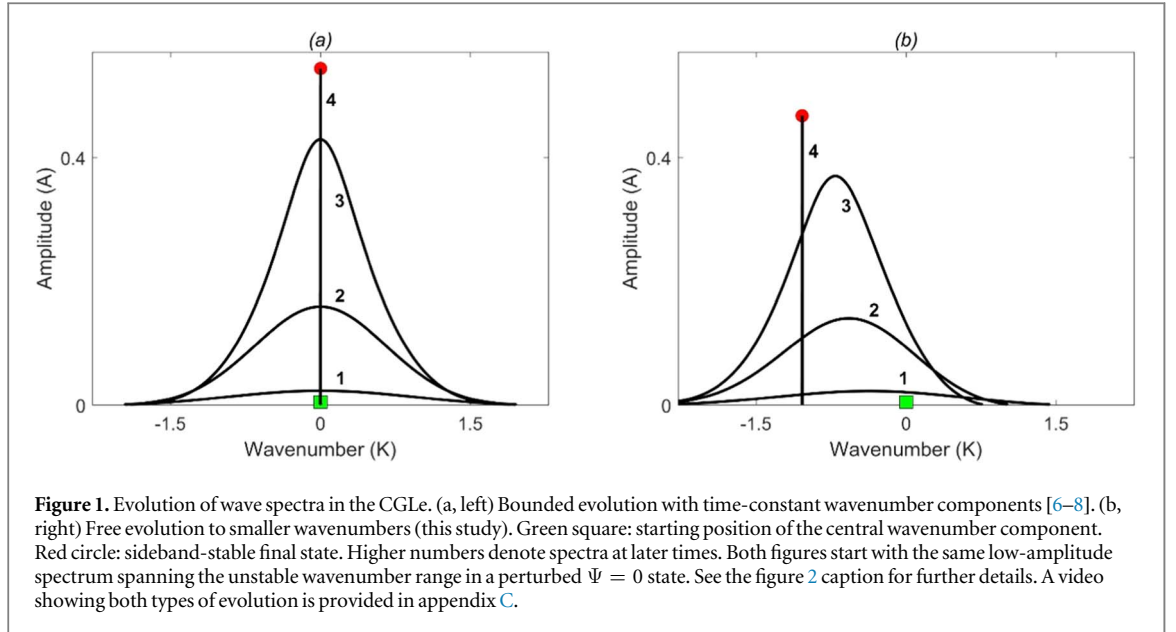 (a)
0.4
0
-1.5
0
1.5
Amplitude (A)
Wavenumber (K)
4
3
2
1
(b)
0.4
0
-1.5
0
1.5
Amplitude (A)
Wavenumber (K)
4
3
2
1
Figure 1. Evolution of wave spectra in the CGLe. (a, left) Bounded evolution with time-constant wavenumber components [6–8]. (b,
right) Free evolution to smaller wavenumbers (this study). Green square: starting position of the central wavenumber component.
Red circle: sideband-stable final state. Higher numbers denote spectra at later times. Both figures start with the same low-amplitude
spectrum spanning the unstable wavenumber range in a perturbed Ψ = 0 state. See the figure 2 caption for further details. A video
showing both types of evolution is provided in appendix C.